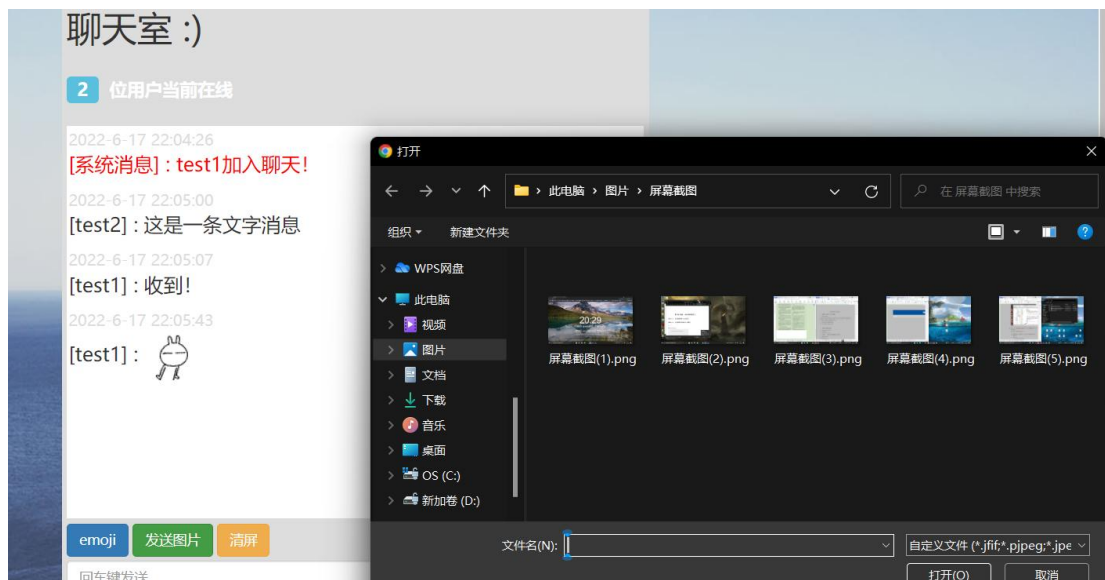 聊天室 :)
2 位用户当前在线
2022-6-17 22:04:26
[系统消息] : test1加入聊天!
2022-6-17 22:05:00
[test2] : 这是一条文字消息
2022-6-17 22:05:07
[test1] : 收到!
2022-6-17 22:05:43
[test1] :
emoji 发送图片 清屏
回车键发送
打开
此电脑 › 图片 › 屏幕截图
在 屏幕截图 中搜索
组织 新建文件夹
WPS网盘
此电脑
视频
图片
文档
下载
音乐
桌面
OS (C:)
新加卷 (D:)
20:29
屏幕截图(1).png 屏幕截图(2).png 屏幕截图(3).png 屏幕截图(4).png 屏幕截图(5).png
文件名(N): 自定义文件 (*.jfif;*.pjpeg;*.jpe
打开(O) 取消